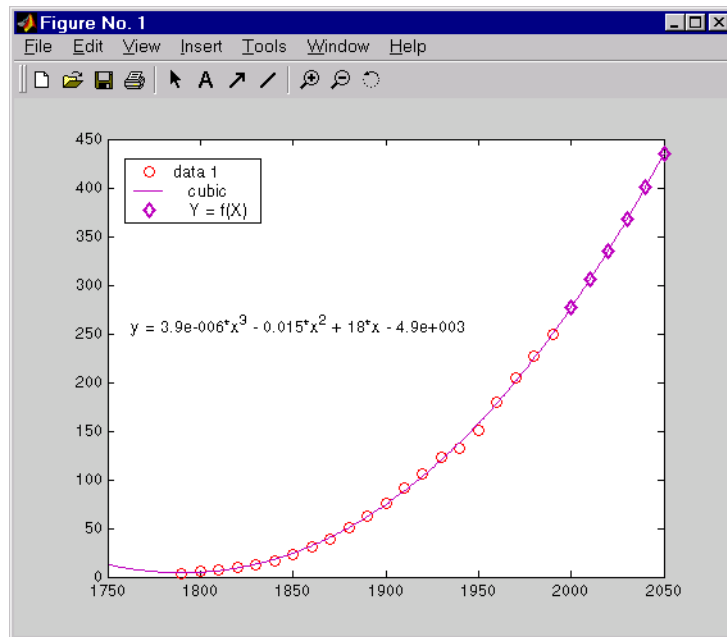 Figure No. 1
File Edit View Insert Tools Window Help
A
450
400
350
300
250
200
150
100
50
0
data 1
cubic
Y = f(X)
y = 3.9e-006*x³ - 0.015*x² + 18*x - 4.9e+003
1750 1800 1850 1900 1950 2000 2050